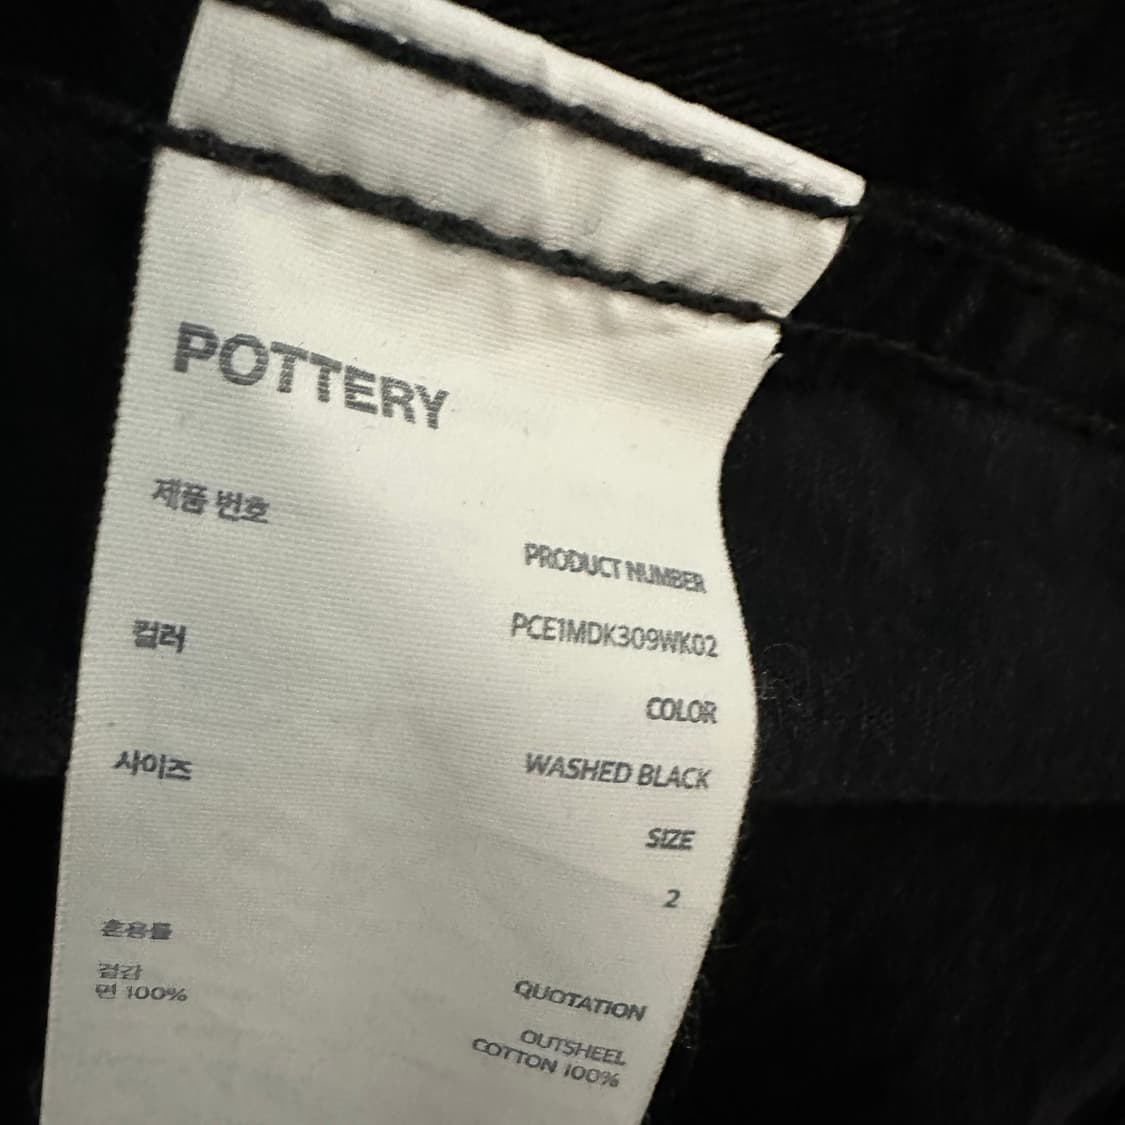 POTTERY
제품 번호
PRODUCT NUMBER
PCE1MDK309WK02
컬러
COLOR
WASHED BLACK
사이즈
SIZE
2
혼용률
QUOTATION
겉감
면 100%
OUTSHEEL
COTTON 100%